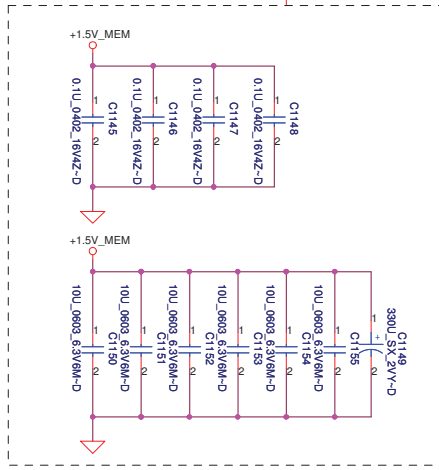 +1.5V_MEM
1
2
0.1U_0402_16V4Z~D
C1145
1
2
0.1U_0402_16V4Z~D
C1146
1
2
0.1U_0402_16V4Z~D
C1147
1
2
0.1U_0402_16V4Z~D
C1148
+1.5V_MEM
1
2
10U_0603_6.3V6M~D
C1150
1
2
10U_0603_6.3V6M~D
C1151
1
2
10U_0603_6.3V6M~D
C1152
1
2
10U_0603_6.3V6M~D
C1153
1
2
10U_0603_6.3V6M~D
C1154
1
2
10U_0603_6.3V6M~D
C1155
1
+
2
330U_SX_2VY~D
C1149